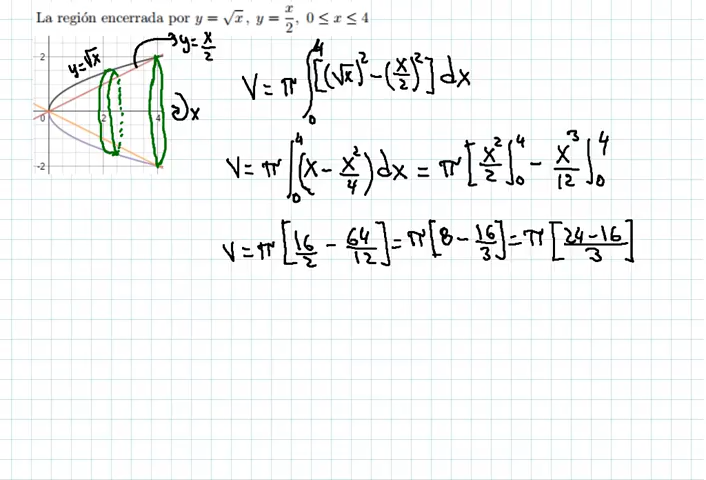 La región encerrada por y = √x, y = x/2, 0 ≤ x ≤ 4
y=√x
y=x/2
2
0
2
4
-2
x
V = π ∫₀⁴ [(√x)² - (x/2)²] dx
V = π ∫₀⁴ (x - x²/4) dx = π [x²/2]₀⁴ - x³/12]₀⁴
V = π [16/2 - 64/12] = π [8 - 16/3] = π [24-16/3]